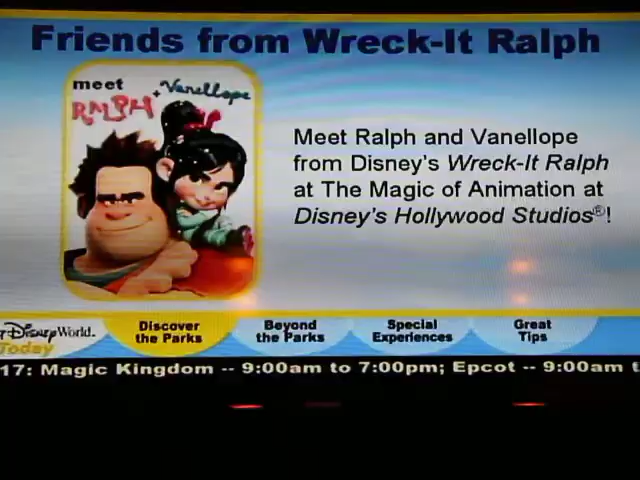 Friends from Wreck-It Ralph
meet
RALPH + Vanellope
Meet Ralph and Vanellope
from Disney's Wreck-It Ralph
at The Magic of Animation at
Disney's Hollywood Studios®!
Disney World.
Today
Discover
the Parks
Beyond
the Parks
Special
Experiences
Great
Tips
17: Magic Kingdom -- 9:00am to 7:00pm; Epcot -- 9:00am t